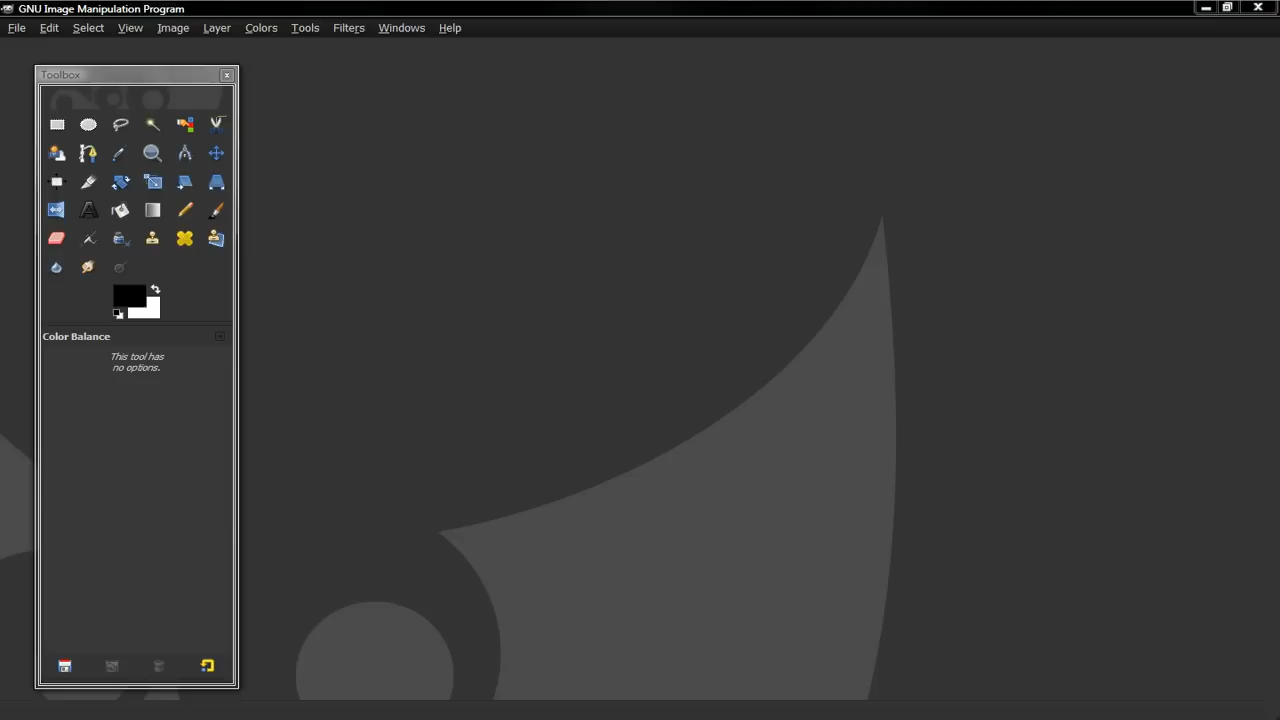 GNU Image Manipulation Program
File Edit Select View Image Layer Colors Tools Filters Windows Help
Toolbox
Color Balance
This tool has
no options.